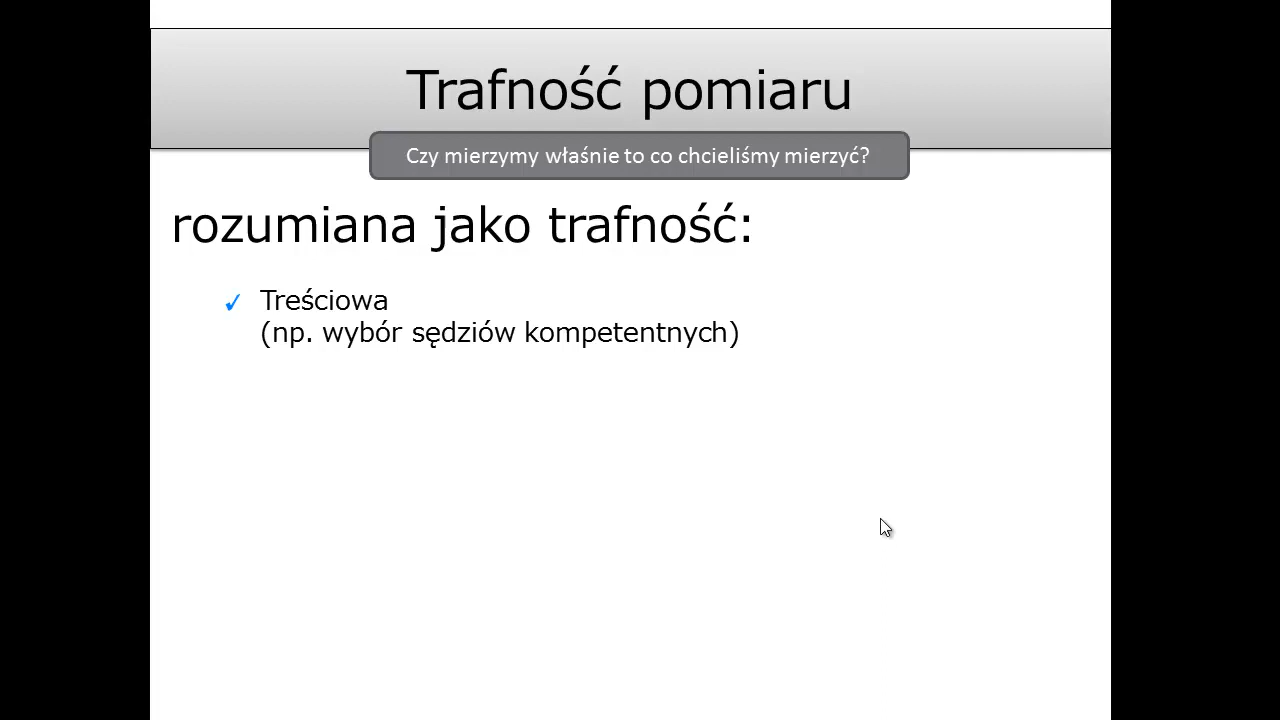 Trafność pomiaru
Czy mierzymy właśnie to co chcieliśmy mierzyć?
rozumiana jako trafność:
✓ Treściowa
(np. wybór sędziów kompetentnych)